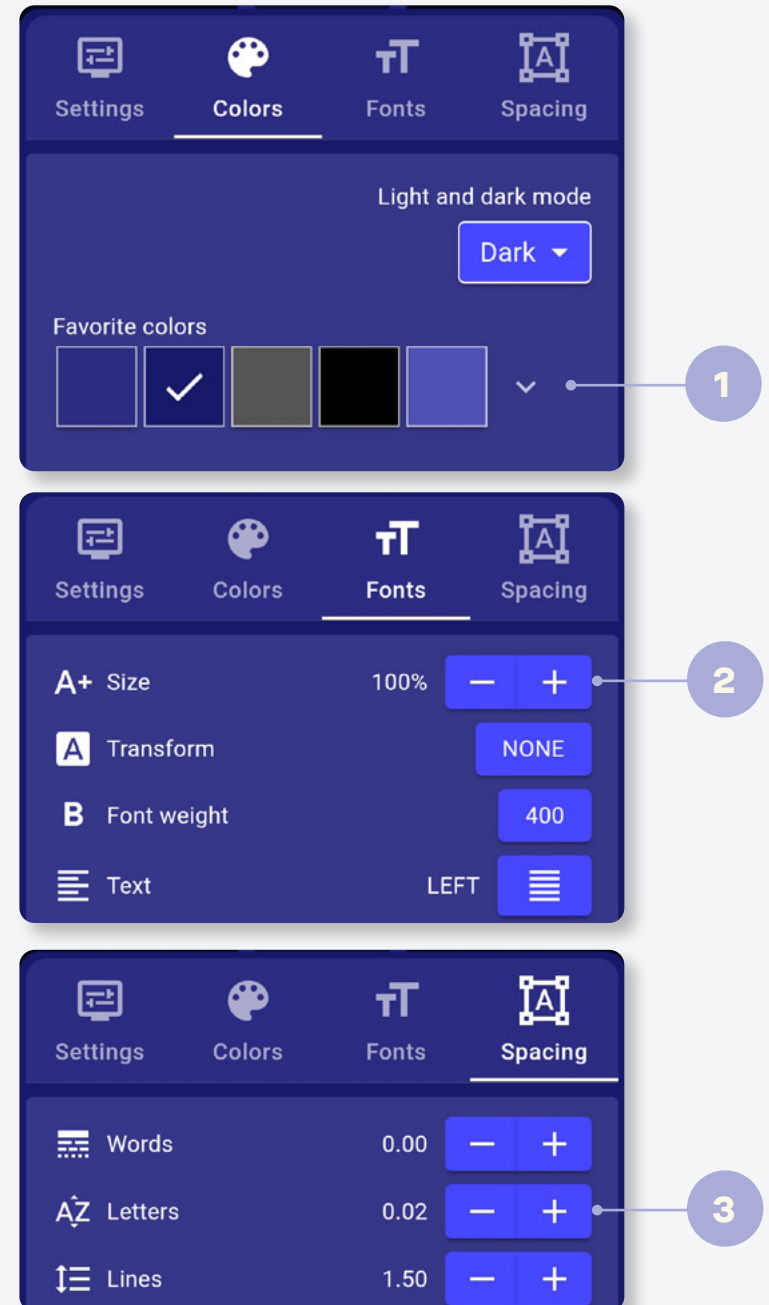 Settings Colors Fonts Spacing
Light and dark mode
Dark
Favorite colors
1
Settings Colors Fonts Spacing
A+ Size 100% − +
2
A Transform NONE
B Font weight 400
Text LEFT
Settings Colors Fonts Spacing
A
Words 0.00 − +
AZ Letters 0.02 − +
3
Lines 1.50 − +